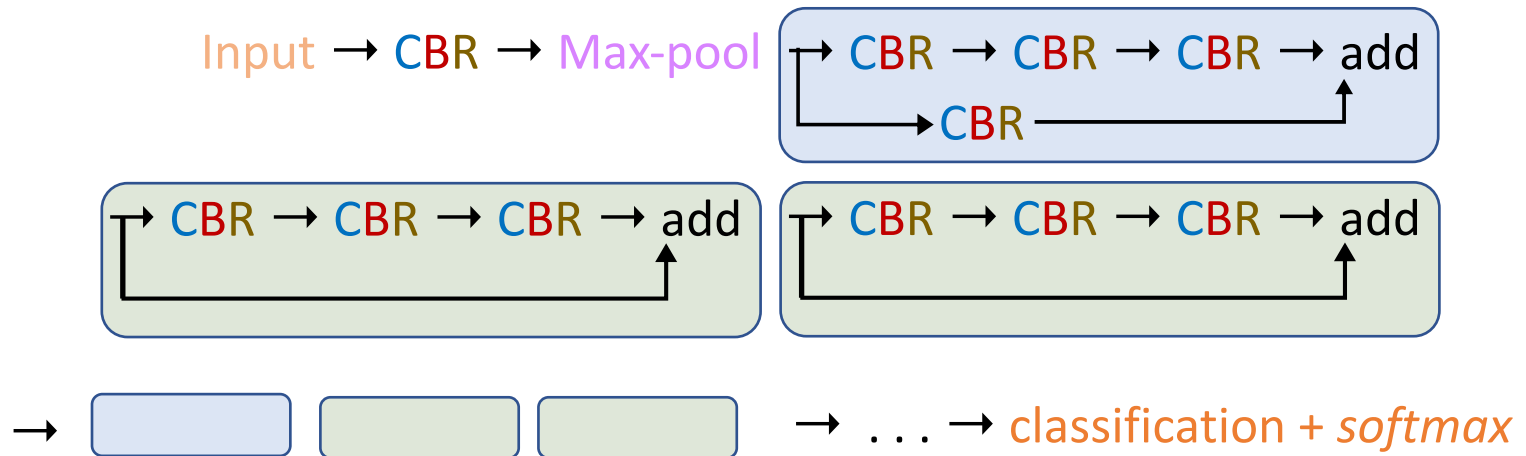 Input → CBR → Max-pool → CBR → CBR → CBR → add
CBR
→ CBR → CBR → CBR → add → CBR → CBR → CBR → add
→ → . . . → classification + softmax